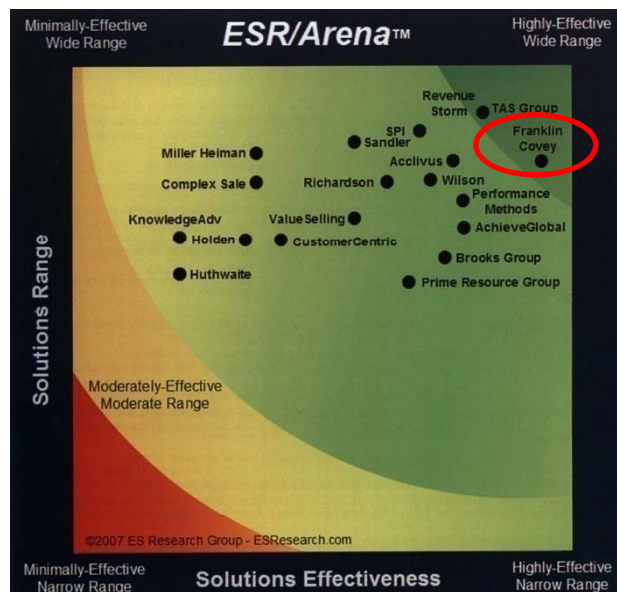 Minimally-Effective
Wide Range
ESR/Arena™
Highly-Effective
Wide Range
Revenue
Storm
TAS Group
Franklin
Covey
SPI
Sandler
Miller Heiman
Acclivus
Complex Sale
Richardson
Wilson
Performance
Methods
KnowledgeAdv
ValueSelling
AchieveGlobal
Holden
CustomerCentric
Brooks Group
Huthwaite
Prime Resource Group
Solutions Range
Moderately-Effective
Moderate Range
©2007 ES Research Group - ESResearch.com
Minimally-Effective
Narrow Range
Solutions Effectiveness
Highly-Effective
Narrow Range